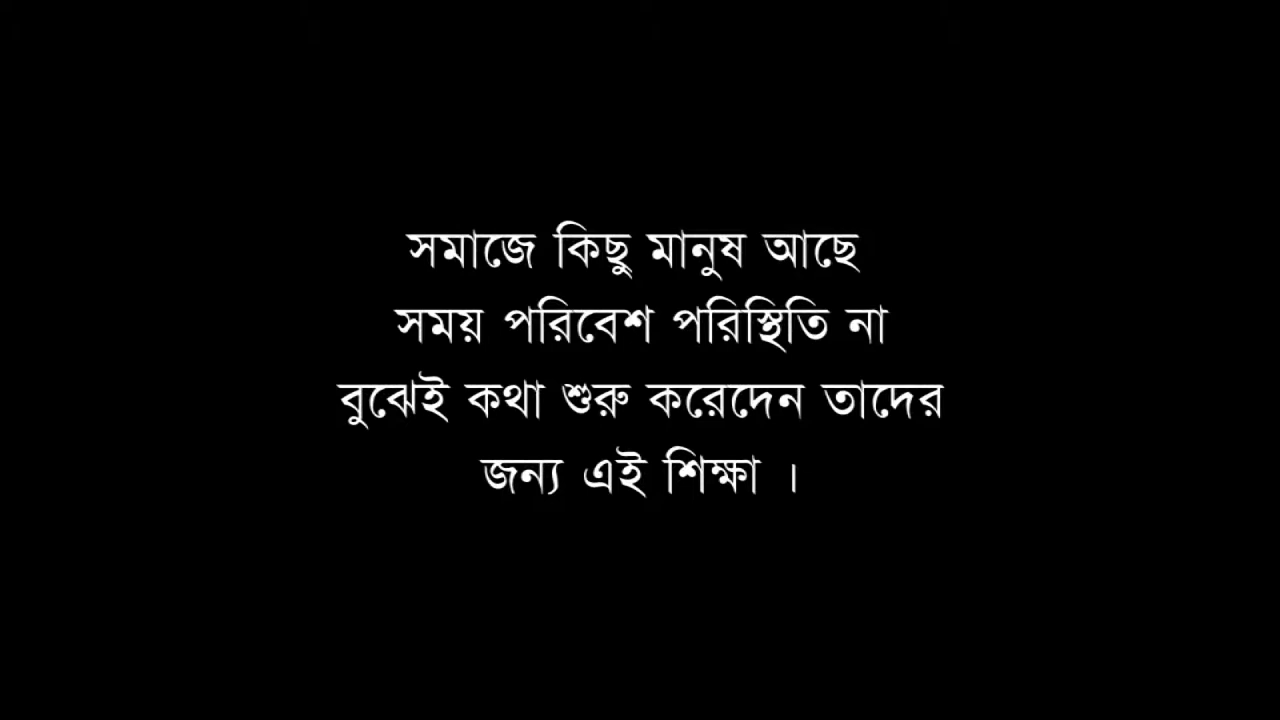 সমাজে কিছু মানুষ আছে
সময় পরিবেশ পরিস্থিতি না
বুঝেই কথা শুরু করেদেন তাদের
জন্য এই শিক্ষা ।